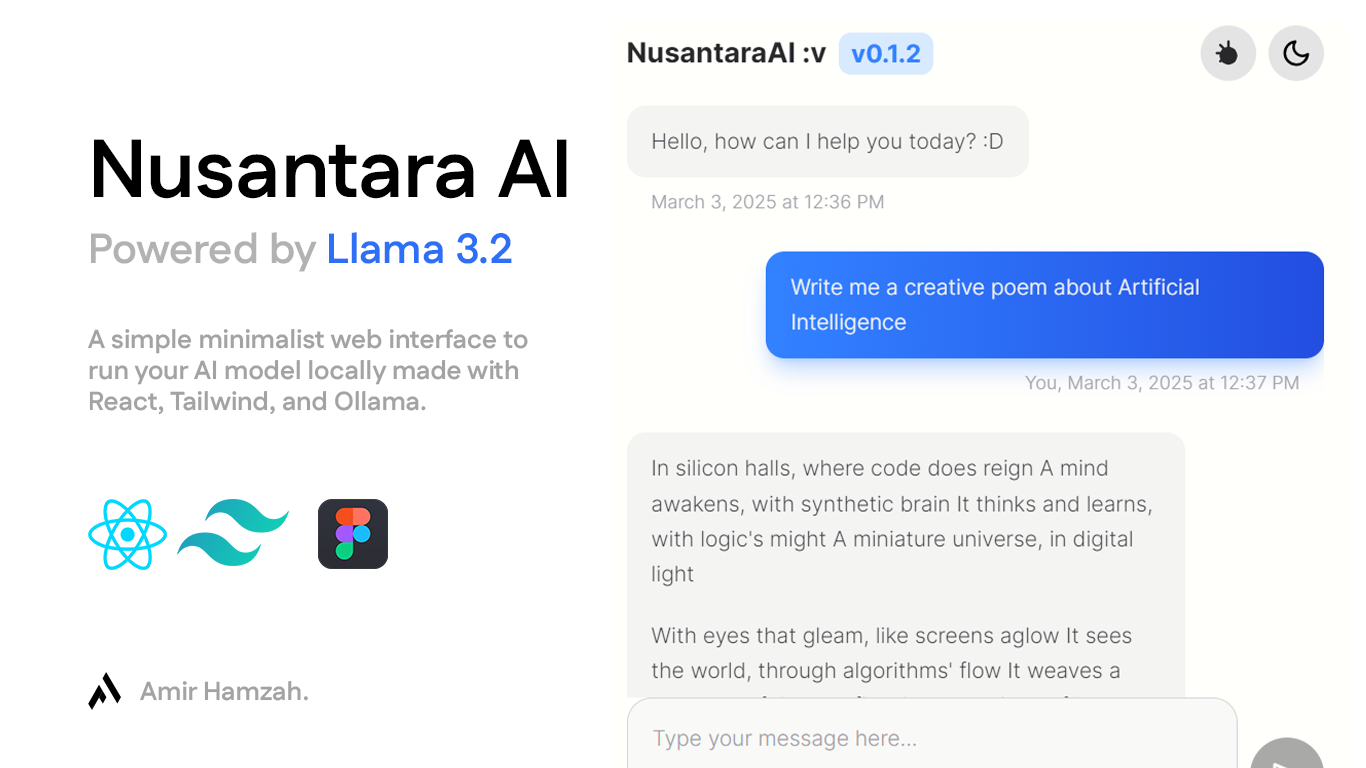 Nusantara AI
Powered by Llama 3.2
A simple minimalist web interface to
run your AI model locally made with
React, Tailwind, and Ollama.
Amir Hamzah.
NusantaraAI :v v0.1.2
Hello, how can I help you today? :D
March 3, 2025 at 12:36 PM
Write me a creative poem about Artificial
Intelligence
You, March 3, 2025 at 12:37 PM
In silicon halls, where code does reign A mind
awakens, with synthetic brain It thinks and learns,
with logic's might A miniature universe, in digital
light
With eyes that gleam, like screens aglow It sees
the world, through algorithms' flow It weaves a
Type your message here...